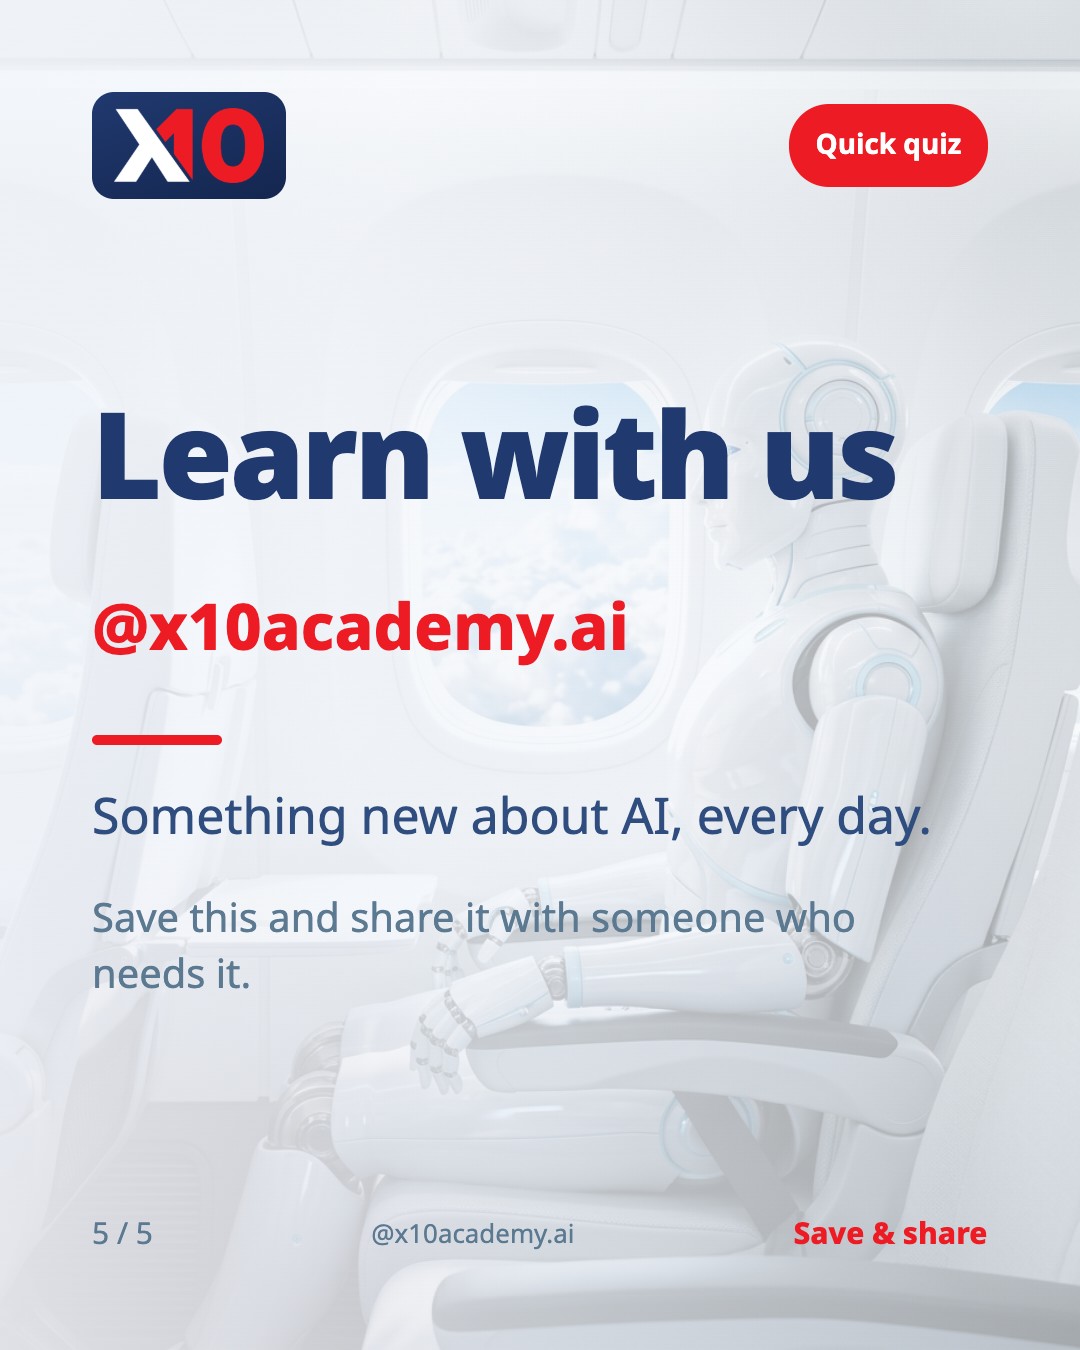 X10
Quick quiz
Learn with us
@x10academy.ai
Something new about AI, every day.
Save this and share it with someone who
needs it.
5 / 5
@x10academy.ai
Save & share